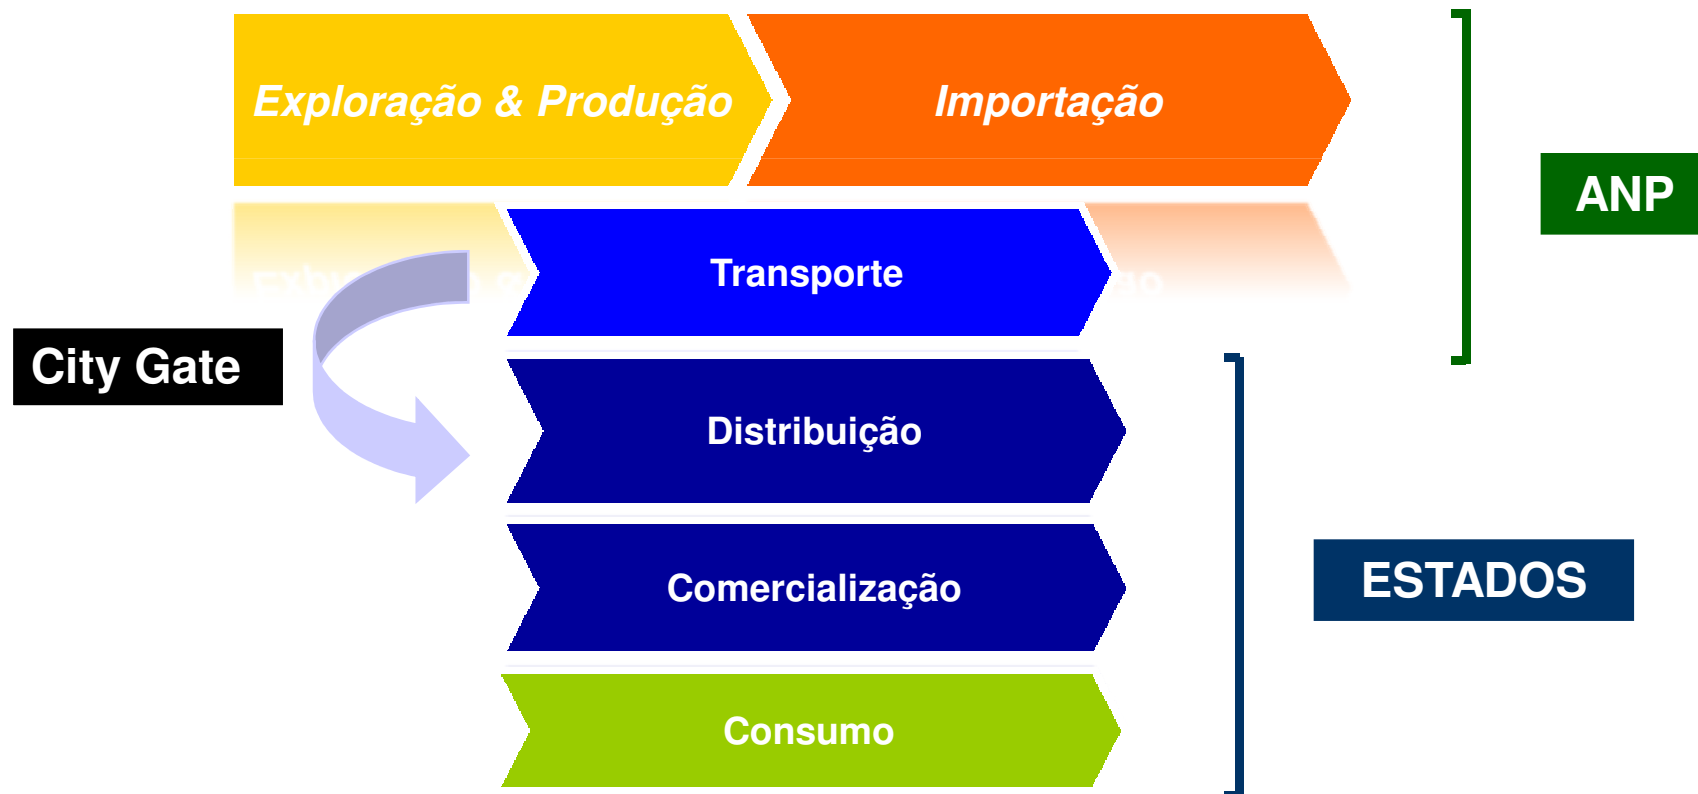 Exploração & Produção
Importação
ANP
Transporte
City Gate
Distribuição
ESTADOS
Comercialização
Consumo